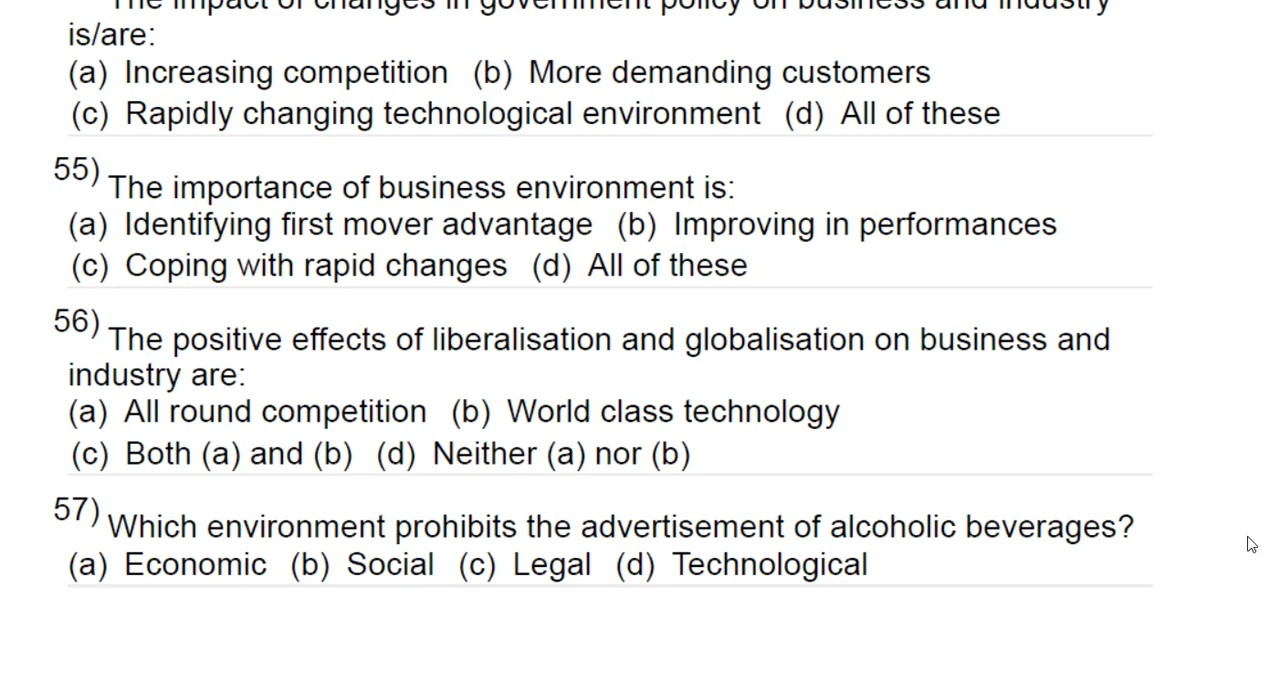 The impact of changes in government policy on business and industry
is/are:
(a) Increasing competition (b) More demanding customers
(c) Rapidly changing technological environment (d) All of these
55) The importance of business environment is:
(a) Identifying first mover advantage (b) Improving in performances
(c) Coping with rapid changes (d) All of these
56) The positive effects of liberalisation and globalisation on business and
industry are:
(a) All round competition (b) World class technology
(c) Both (a) and (b) (d) Neither (a) nor (b)
57) Which environment prohibits the advertisement of alcoholic beverages?
(a) Economic (b) Social (c) Legal (d) Technological